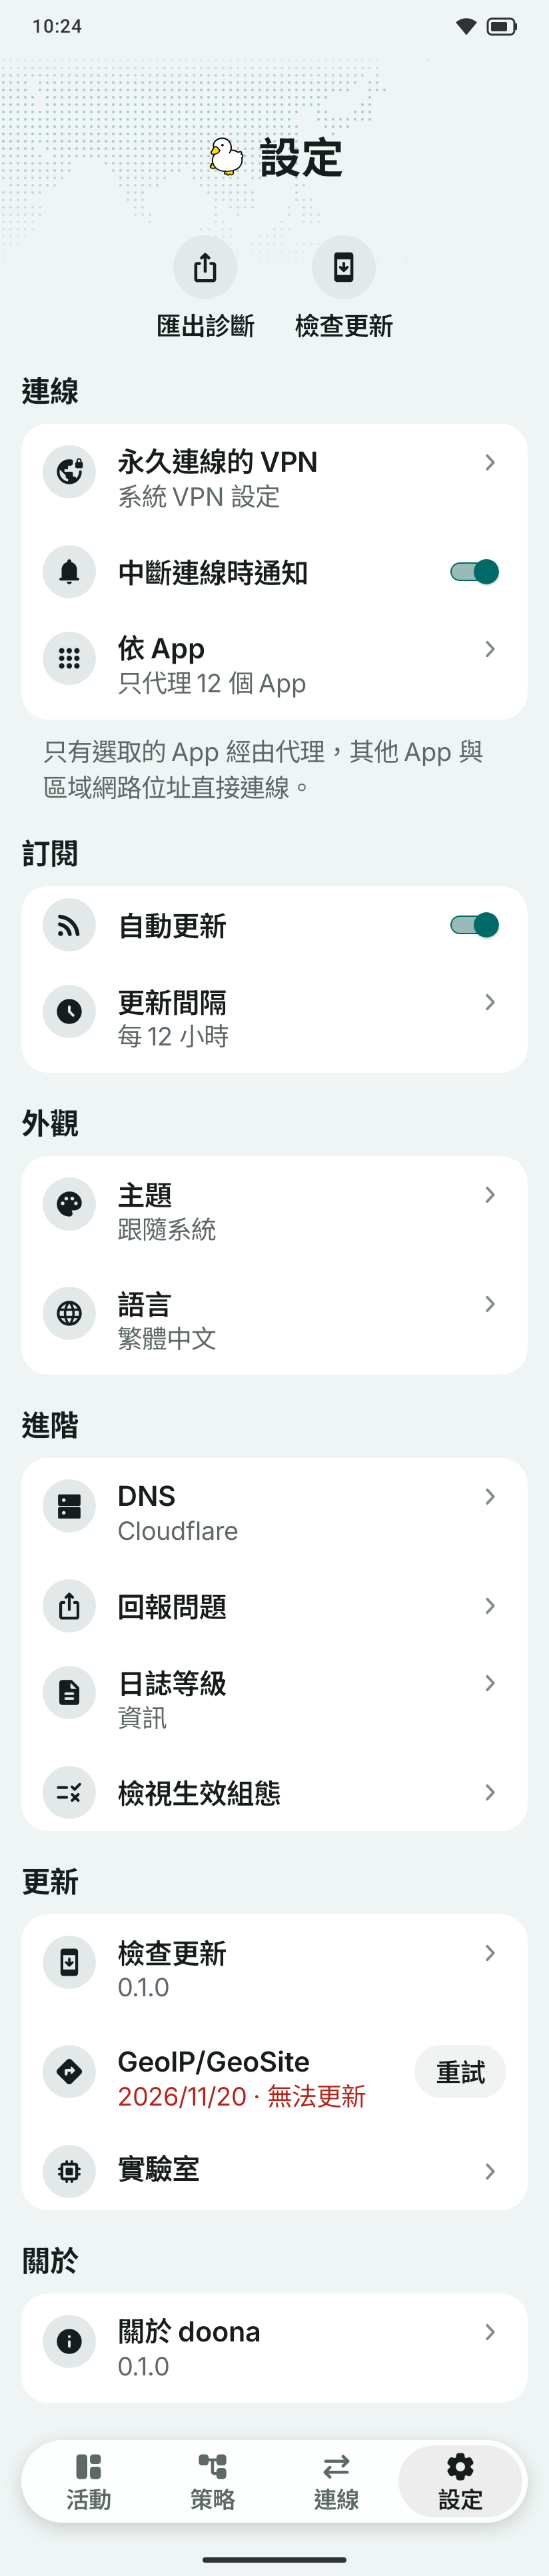 10:24
設定
匯出診斷
檢查更新
連線
永久連線的 VPN
系統 VPN 設定
中斷連線時通知
依 App
只代理 12 個 App
只有選取的 App 經由代理，其他 App 與
區域網路位址直接連線。
訂閱
自動更新
更新間隔
每 12 小時
外觀
主題
跟隨系統
語言
繁體中文
進階
DNS
Cloudflare
回報問題
日誌等級
資訊
檢視生效組態
更新
檢查更新
0.1.0
GeoIP/GeoSite
2026/11/20 · 無法更新
重試
實驗室
關於
關於 doona
0.1.0
活動
策略
連線
設定